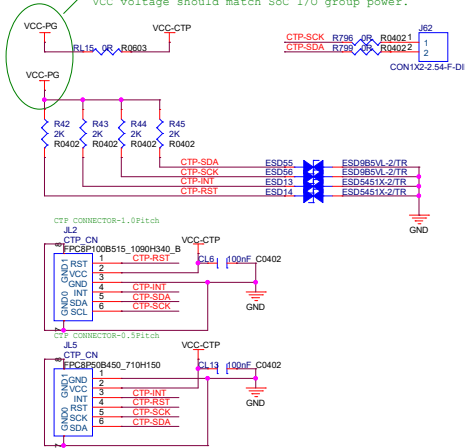 VCC voltage should match SoC I/O group power.
VCC-PG
VCC-CTP
RL15 0R R0603
VCC-PG
CTP-SCK R796 0R R0402 1
CTP-SDA R799 0R R0402 2
J62
1
2
CON1X2-2.54-F-DI
R42 R43 R44 R45
2K 2K 2K 2K
R0402 R0402 R0402 R0402
CTP-SDA ESD55 ESD9B5VL-2/TR
CTP-SCK ESD56 ESD9B5VL-2/TR
CTP-INT ESD13 ESD5451X-2/TR
CTP-RST ESD14 ESD5451X-2/TR
GND
CTP CONNECTOR-1.0Pitch
JL2
CTP_CN
FPC8P100B515_1090H340_B
VCC-CTP
CL6 100nF C0402
GND
8 GND1
RST 1 CTP-RST
VCC 2
GND 3
INT 4 CTP-INT
SDA 5 CTP-SDA
SCL 6 CTP-SCK
7 GND0
CTP CONNECTOR-0.5Pitch
JL5
CTP_CN
FPC8P50B450_710H150
VCC-CTP
CL13 100nF C0402
GND
8 GND1
GND 1
VCC 2
INT 3 CTP-INT
RST 4 CTP-RST
SCK 5 CTP-SCK
SDA 6 CTP-SDA
7 GND0